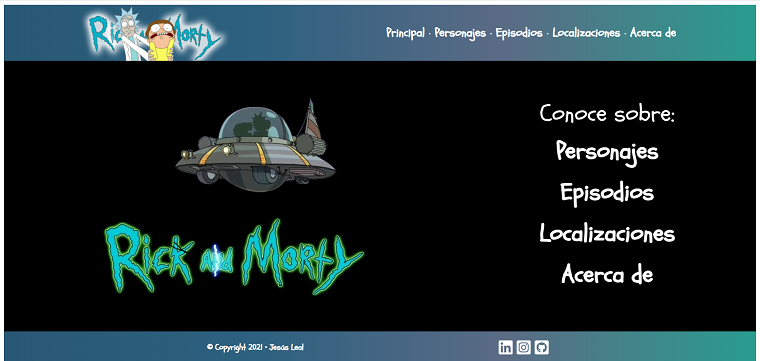 Rick and Morty
Principal · Personajes · Episodios · Localizaciones · Acerca de
Conoce sobre:
Personajes
Episodios
Localizaciones
Acerca de
Rick And Morty
© Copyright 2021 · Jesús Leal
in